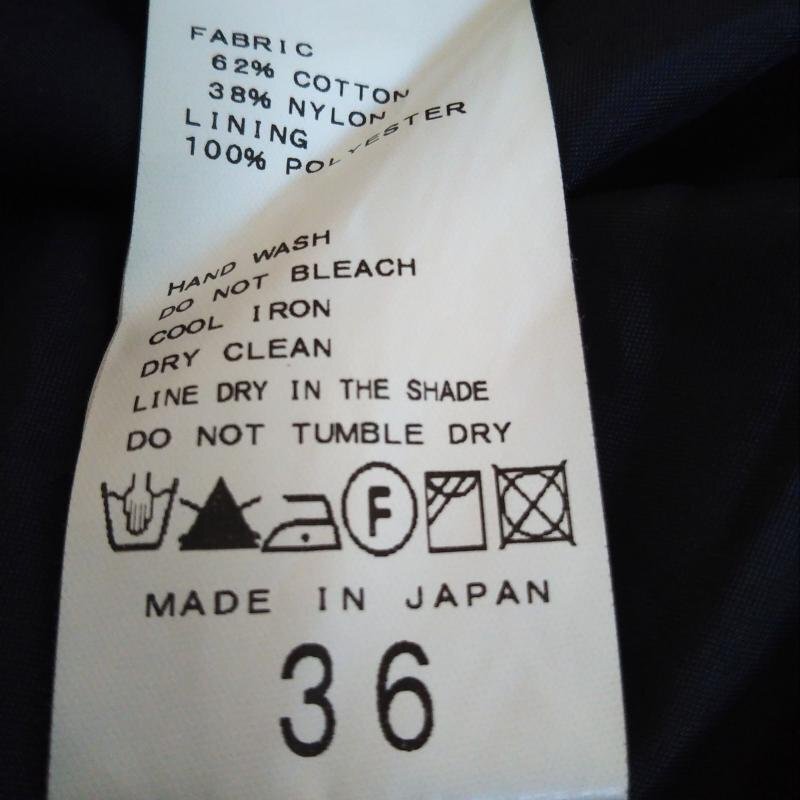 FABRIC
62% COTTON
38% NYLON
LINING
100% POLYESTER
HAND WASH
DO NOT BLEACH
COOL IRON
DRY CLEAN
LINE DRY IN THE SHADE
DO NOT TUMBLE DRY
F
MADE IN JAPAN
36